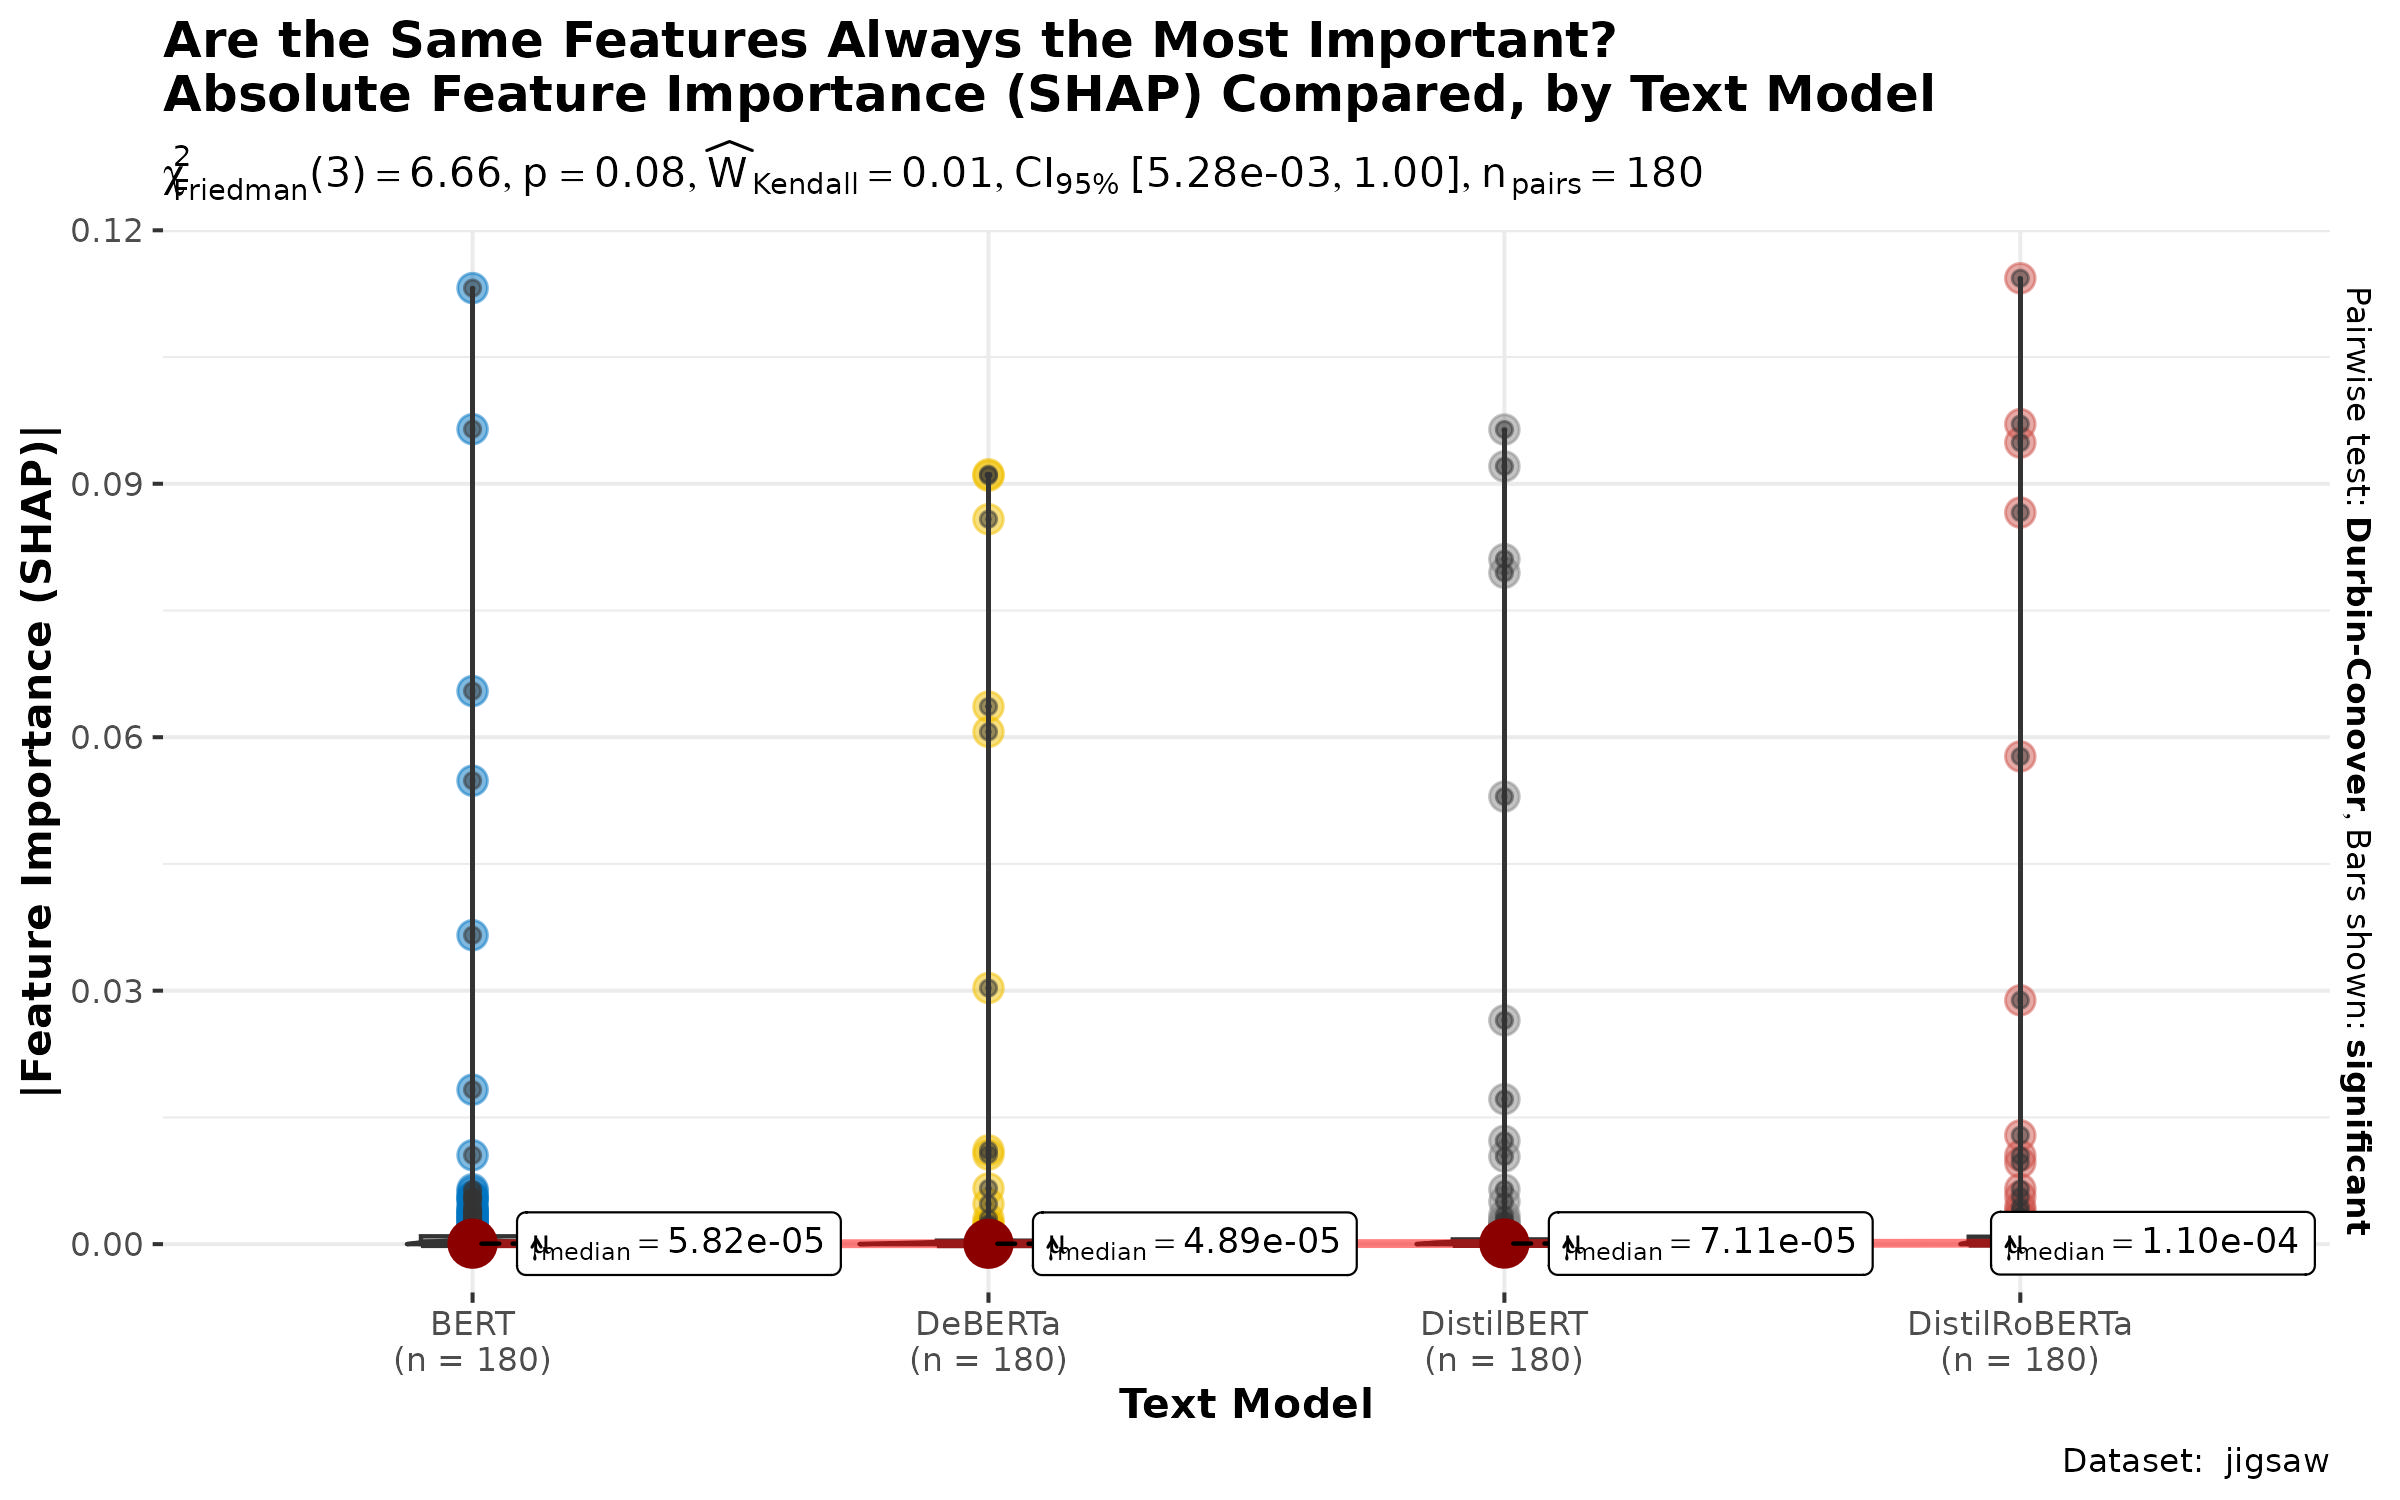 Are the Same Features Always the Most Important?
Absolute Feature Importance (SHAP) Compared, by Text Model
χ²Friedman(3) = 6.66, p = 0.08, ŴKendall = 0.01, CI95% [5.28e-03, 1.00], npairs = 180
|Feature Importance (SHAP)|
0.12
0.09
0.06
0.03
0.00
μ̂median = 5.82e-05
μ̂median = 4.89e-05
μ̂median = 7.11e-05
μ̂median = 1.10e-04
Pairwise test: Durbin-Conover, Bars shown: significant
BERT
(n = 180)
DeBERTa
(n = 180)
DistilBERT
(n = 180)
DistilRoBERTa
(n = 180)
Text Model
Dataset: jigsaw